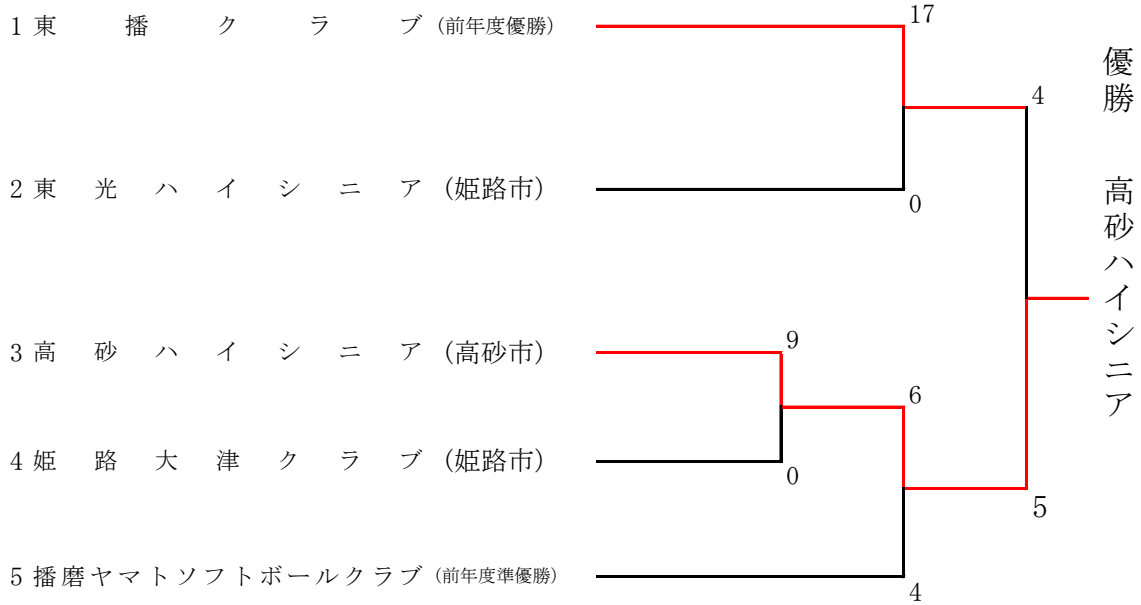 1 東播クラブ (前年度優勝)
17
優勝 高砂ハイシニア
4
2 東光ハイシニア (姫路市)
0
3 高砂ハイシニア (高砂市)
9
6
4 姫路大津クラブ (姫路市)
0
5
5 播磨ヤマトソフトボールクラブ (前年度準優勝)
4